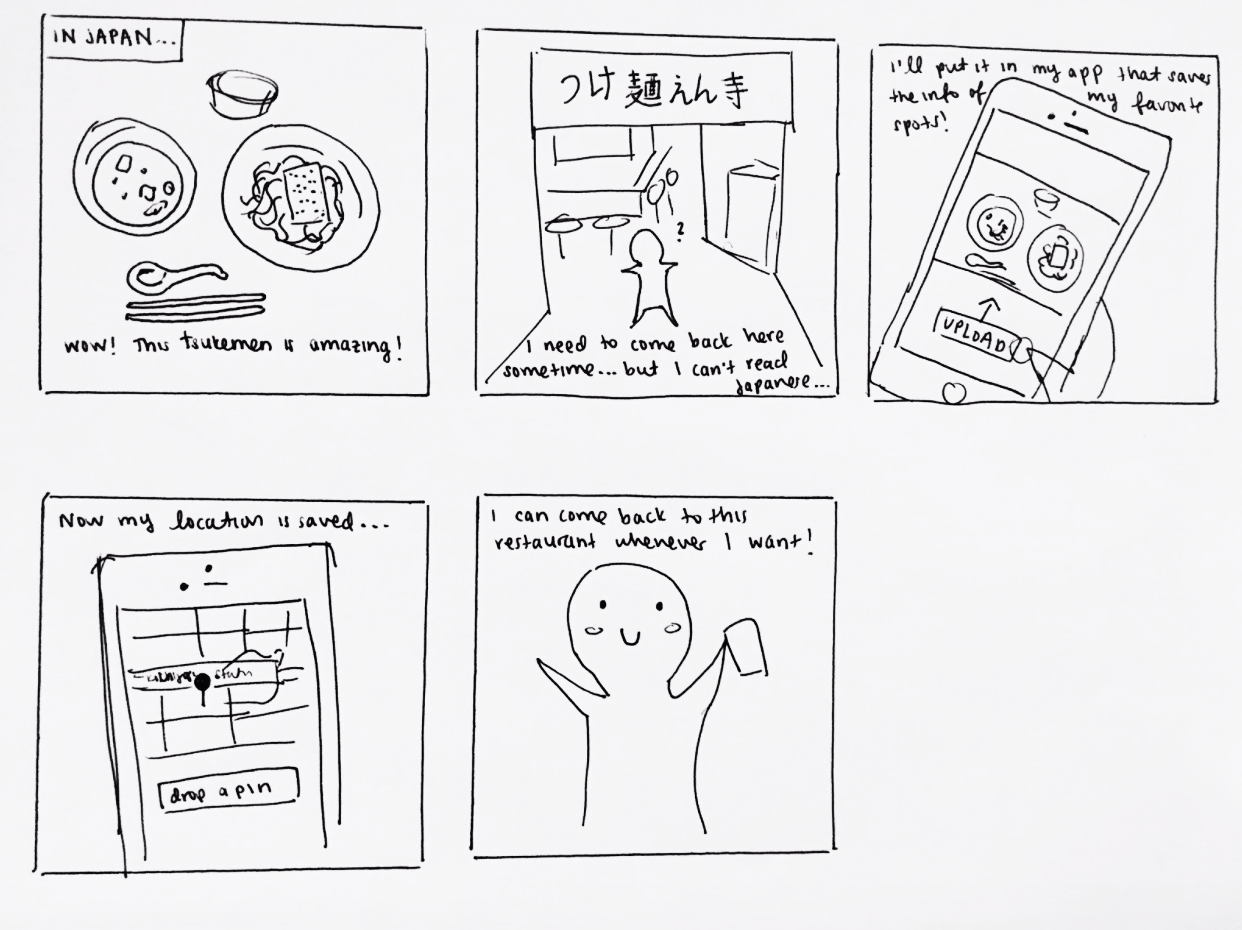 IN JAPAN...
wow! This tsukemen is amazing!
つけ麺えん寺
?
I need to come back here
sometime... but I can't read
Japanese...
I'll put it in my app that saves
the info of my favorite
spots!
UPLOAD
Now my location is saved...
drop a pin
I can come back to this
restaurant whenever I want!